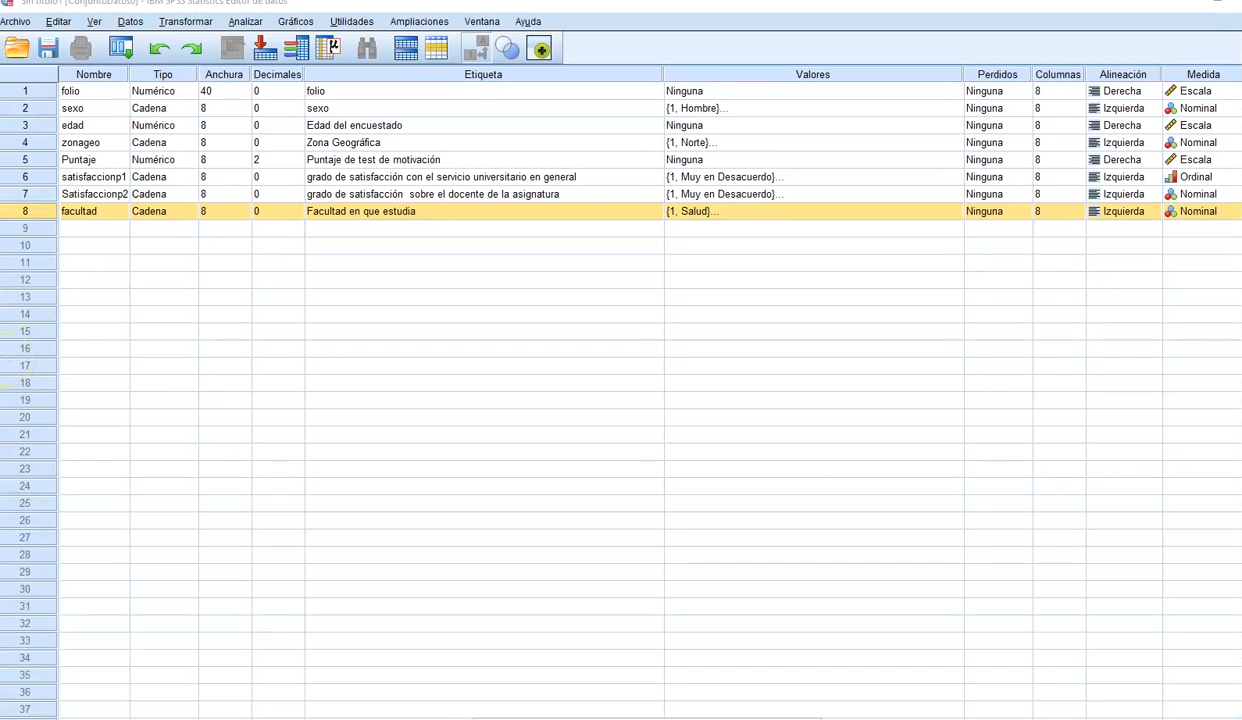 Sin título1 [ConjuntoDatos0] - IBM SPSS Statistics Editor de datos
Archivo Editar Ver Datos Transformar Analizar Gráficos Utilidades Ampliaciones Ventana Ayuda
Nombre Tipo Anchura Decimales Etiqueta Valores Perdidos Columnas Alineación Medida
1 folio Numérico 40 0 folio Ninguna Ninguna 8 Derecha Escala
2 sexo Cadena 8 0 sexo {1, Hombre}... Ninguna 8 Izquierda Nominal
3 edad Numérico 8 0 Edad del encuestado Ninguna Ninguna 8 Derecha Escala
4 zonageo Cadena 8 0 Zona Geográfica {1, Norte}... Ninguna 8 Izquierda Nominal
5 Puntaje Numérico 8 2 Puntaje de test de motivación Ninguna Ninguna 8 Derecha Escala
6 satisfaccionp1 Cadena 8 0 grado de satisfacción con el servicio universitario en general {1, Muy en Desacuerdo}... Ninguna 8 Izquierda Ordinal
7 Satisfaccionp2 Cadena 8 0 grado de satisfacción sobre el docente de la asignatura {1, Muy en Desacuerdo}... Ninguna 8 Izquierda Nominal
8 facultad Cadena 8 0 Facultad en que estudia {1, Salud}... Ninguna 8 Izquierda Nominal
9
10
11
12
13
14
15
16
17
18
19
20
21
22
23
24
25
26
27
28
29
30
31
32
33
34
35
36
37